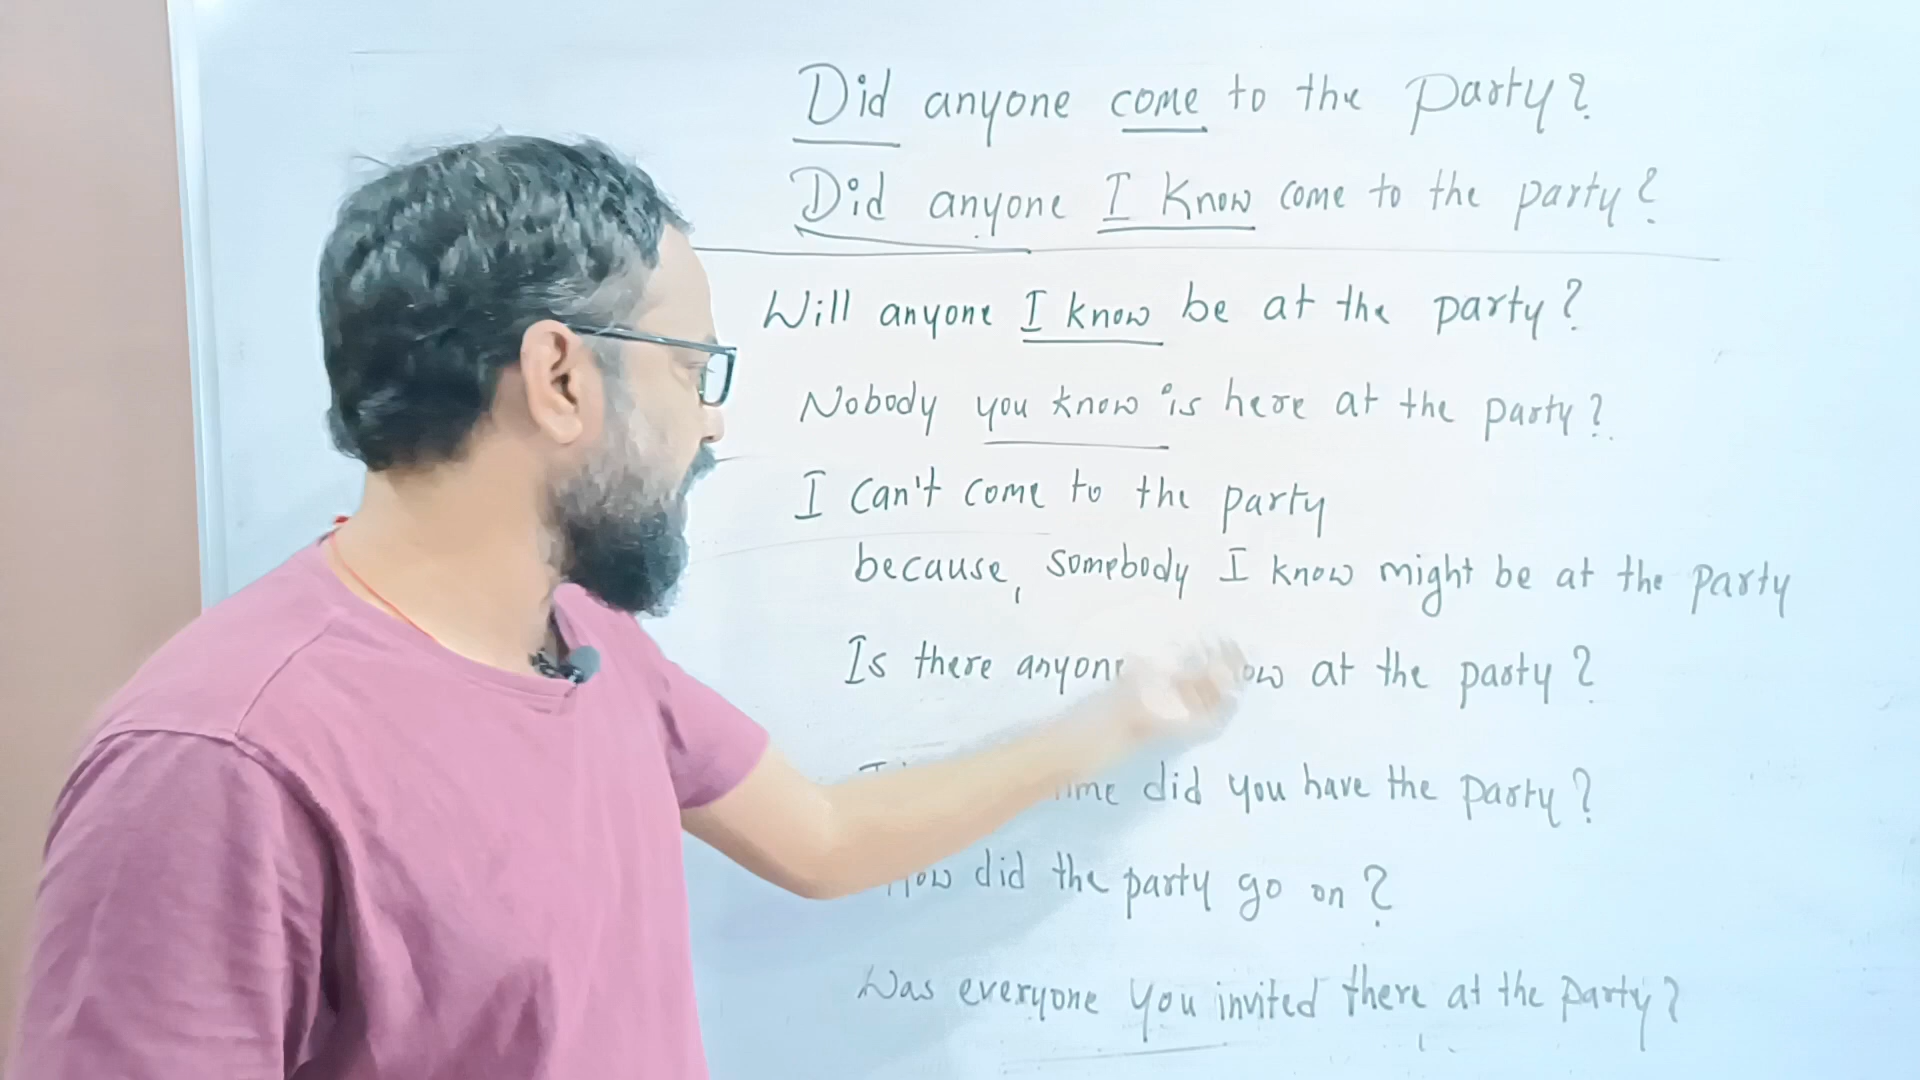 Did anyone come to the Party?
Did anyone I Know come to the party?
Will anyone I know be at the party?
Nobody you know is here at the party?
I can't come to the party
because, somebody I know might be at the party
Is there anyone at the party?
did you have the party?
How did the party go on?
Was everyone you invited there at the party?